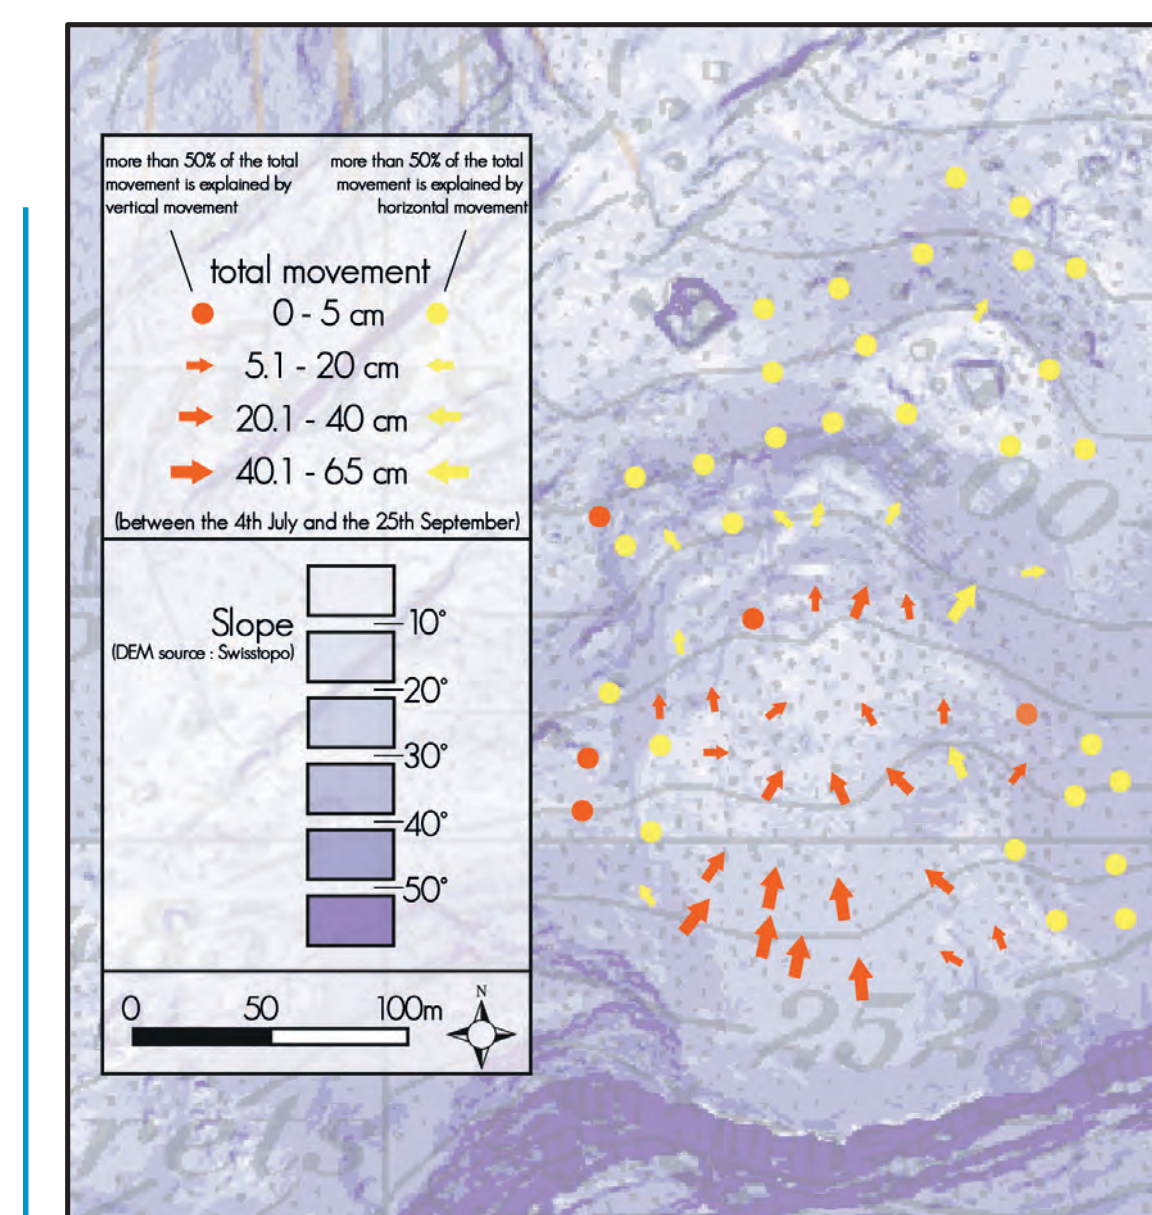 more than 50% of the total
movement is explained by
vertical movement
more than 50% of the total
movement is explained by
horizontal movement
total movement
0 - 5 cm
5.1 - 20 cm
20.1 - 40 cm
40.1 - 65 cm
(between the 4th July and the 25th September)
Slope
(DEM source : Swisstopo)
10°
20°
30°
40°
50°
0 50 100m
N
2522
rets